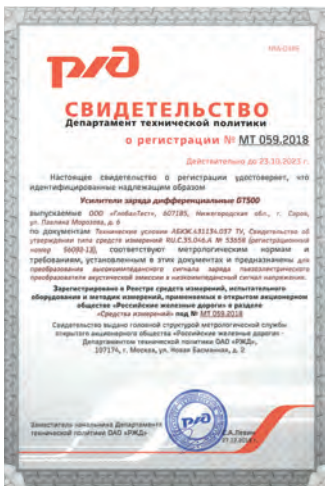 РЖД
СВИДЕТЕЛЬСТВО
Департамент технической политики
о регистрации № МТ 059.2018
Действительно до 23.10.2023 г.
Настоящее свидетельство о регистрации удостоверяет, что
идентифицированные надлежащим образом
Усилители заряда дифференциальные GT500
выпускаемые ООО «ГлобалТест», 607185, Нижегородская обл., г. Саров,
ул. Павлика Морозова, д. 6
по документам Технические условия АБКЖ.431134.037 ТУ, Свидетельство об
утверждении типа средств измерений RU.C.35.048.A № 53658 (регистрационный
номер 56098-13), соответствуют метрологическим нормам и
требованиям, установленным в этих документах и предназначены для
преобразования высокоимпедансного сигнала заряда пьезоэлектрического
преобразователя акустической эмиссии в низкоимпедансный сигнал напряжения.
Зарегистрировано в Реестре средств измерений, испытательного
оборудования и методик измерений, применяемых в открытом акционерном
обществе «Российские железные дороги» в разделе
«Средства измерений» под № МТ 059.2018
Свидетельство выдано головной структурой метрологической службы
открытого акционерного общества «Российские железные дороги» -
Департаментом технической политики ОАО «РЖД»,
107174, г. Москва, ул. Новая Басманная, д. 2
Заместитель начальника Департамента
технической политики ОАО «РЖД»
РЖД